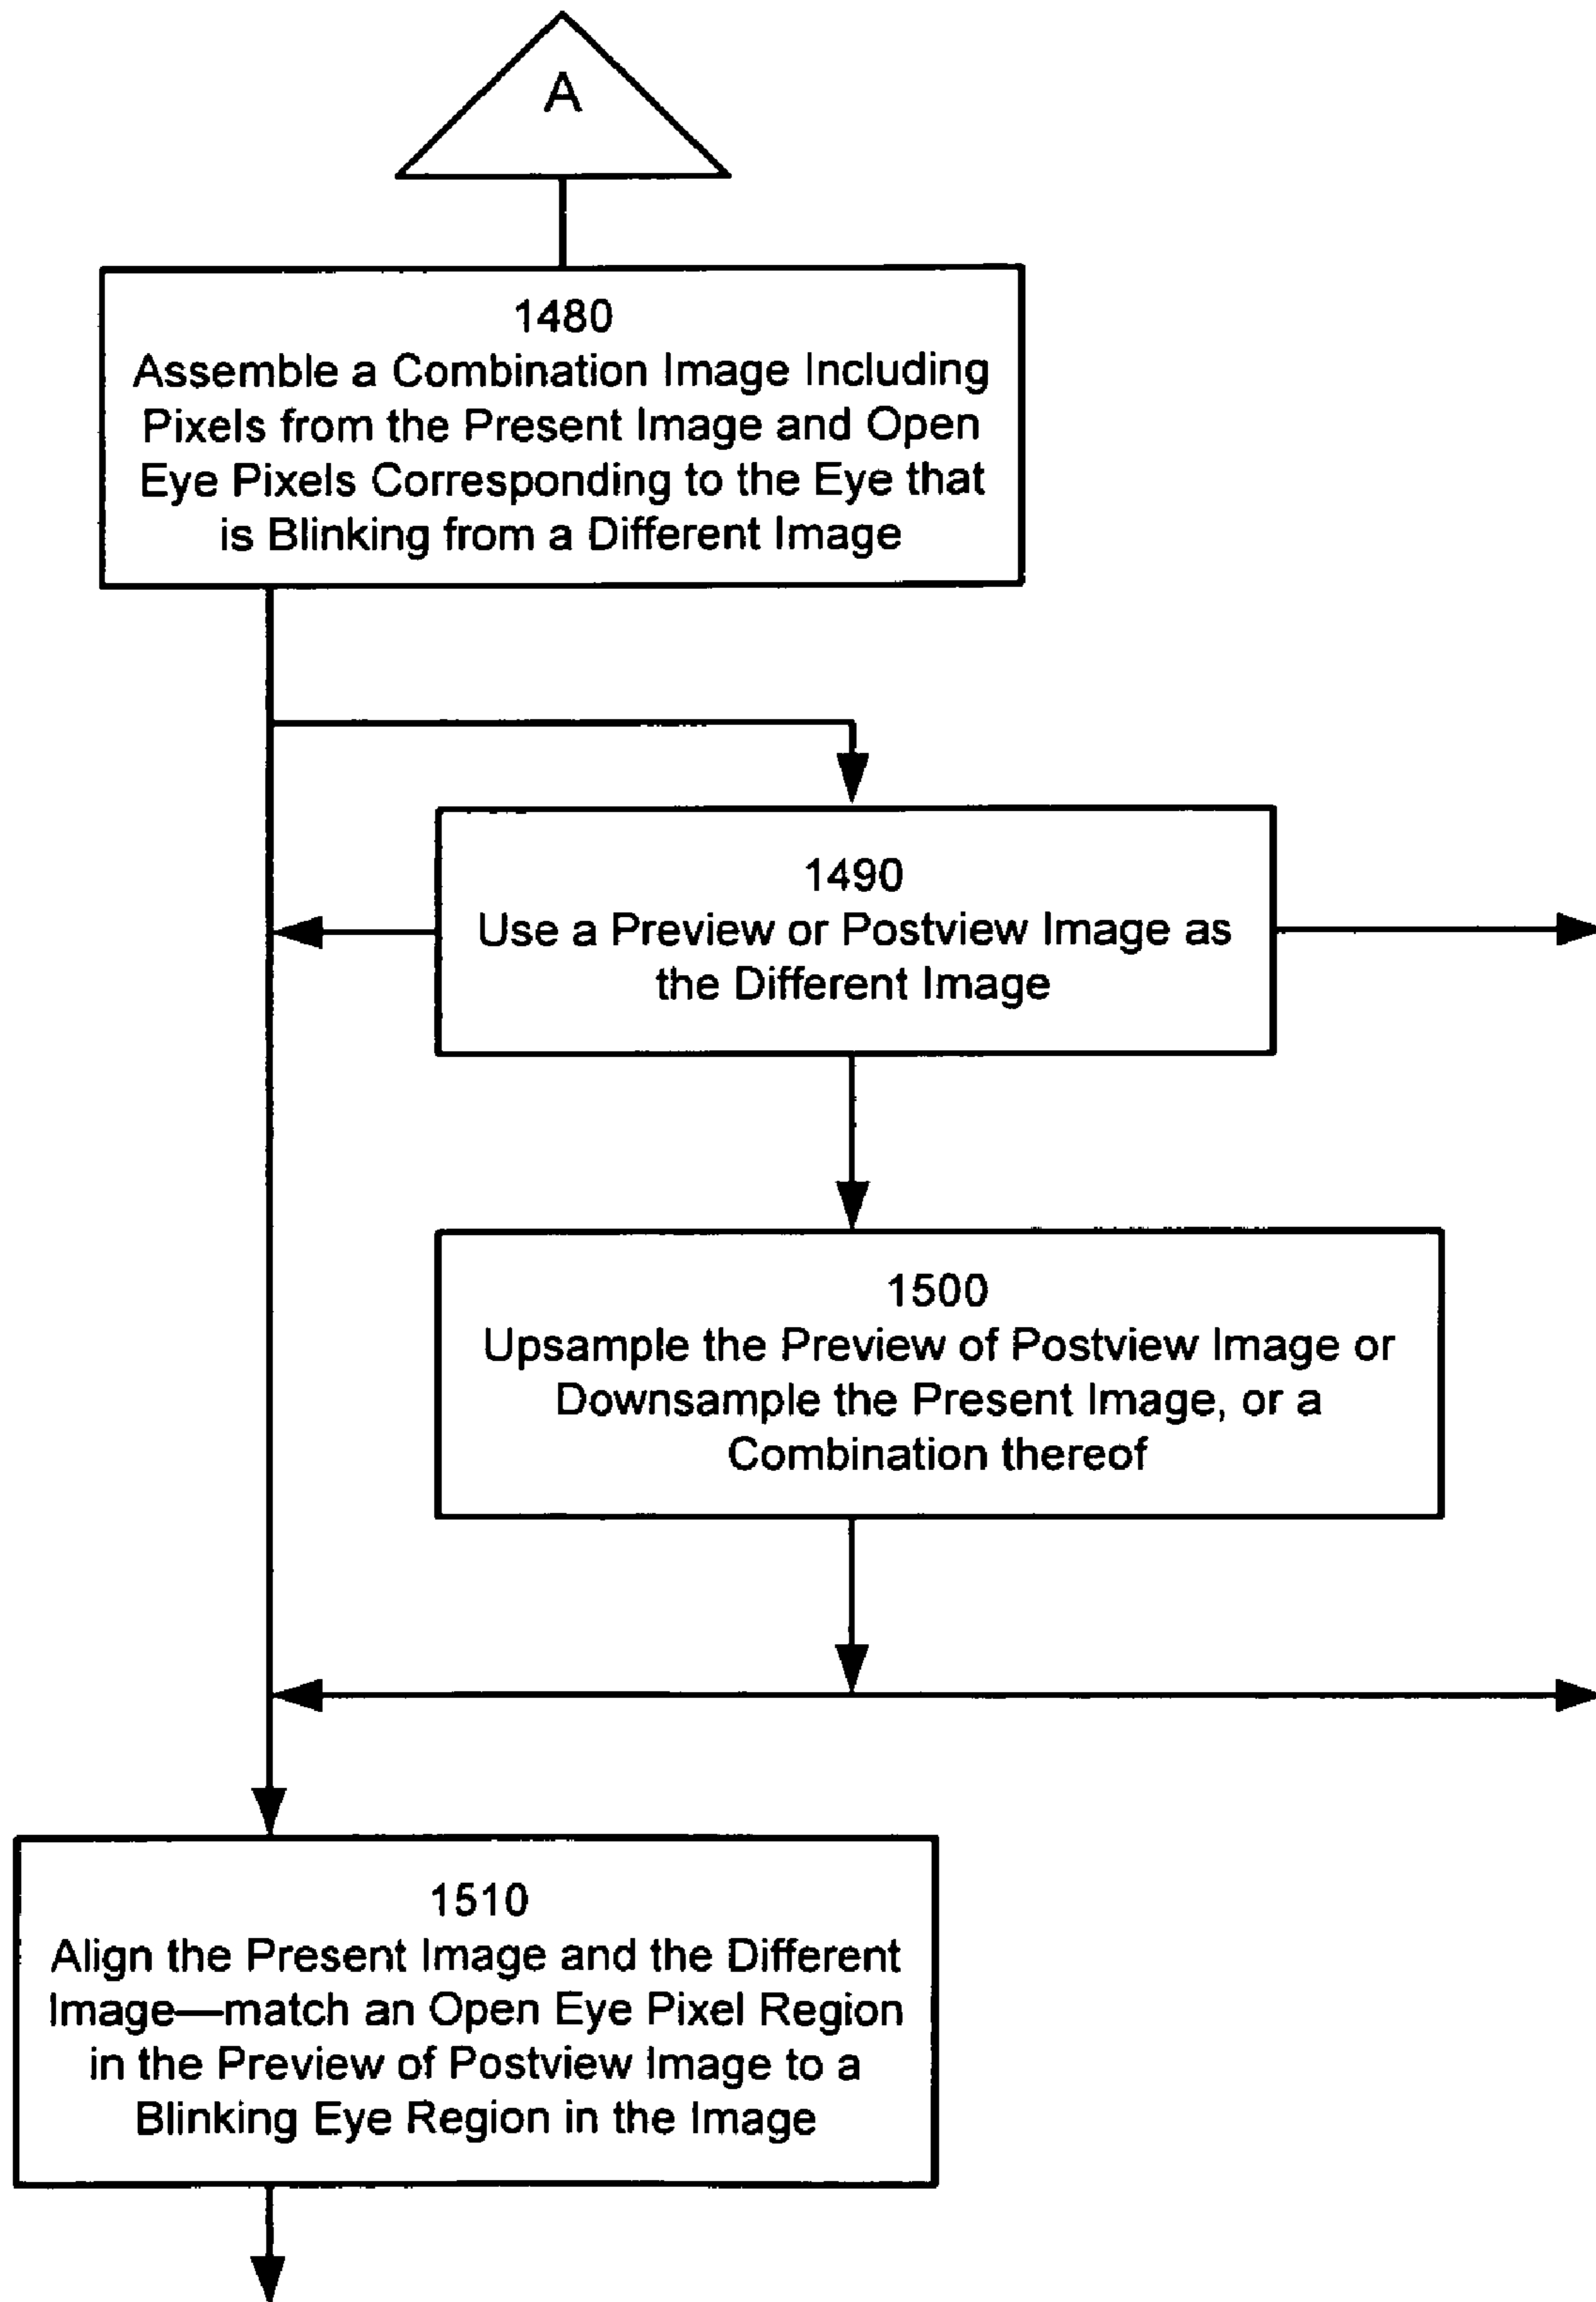 A
1480
Assemble a Combination Image Including
Pixels from the Present Image and Open
Eye Pixels Corresponding to the Eye that
is Blinking from a Different Image
1490
Use a Preview or Postview Image as
the Different Image
1500
Upsample the Preview of Postview Image or
Downsample the Present Image, or a
Combination thereof
1510
Align the Present Image and the Different
Image—match an Open Eye Pixel Region
in the Preview of Postview Image to a
Blinking Eye Region in the Image